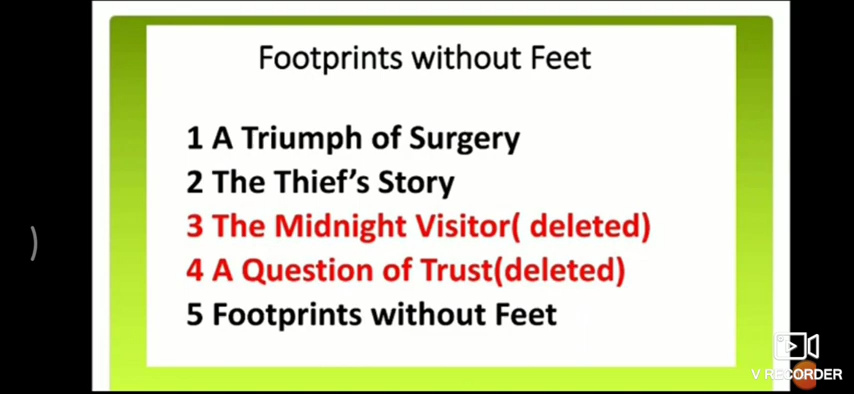 Footprints without Feet
1 A Triumph of Surgery
2 The Thief's Story
3 The Midnight Visitor( deleted)
4 A Question of Trust(deleted)
5 Footprints without Feet
V RECORDER